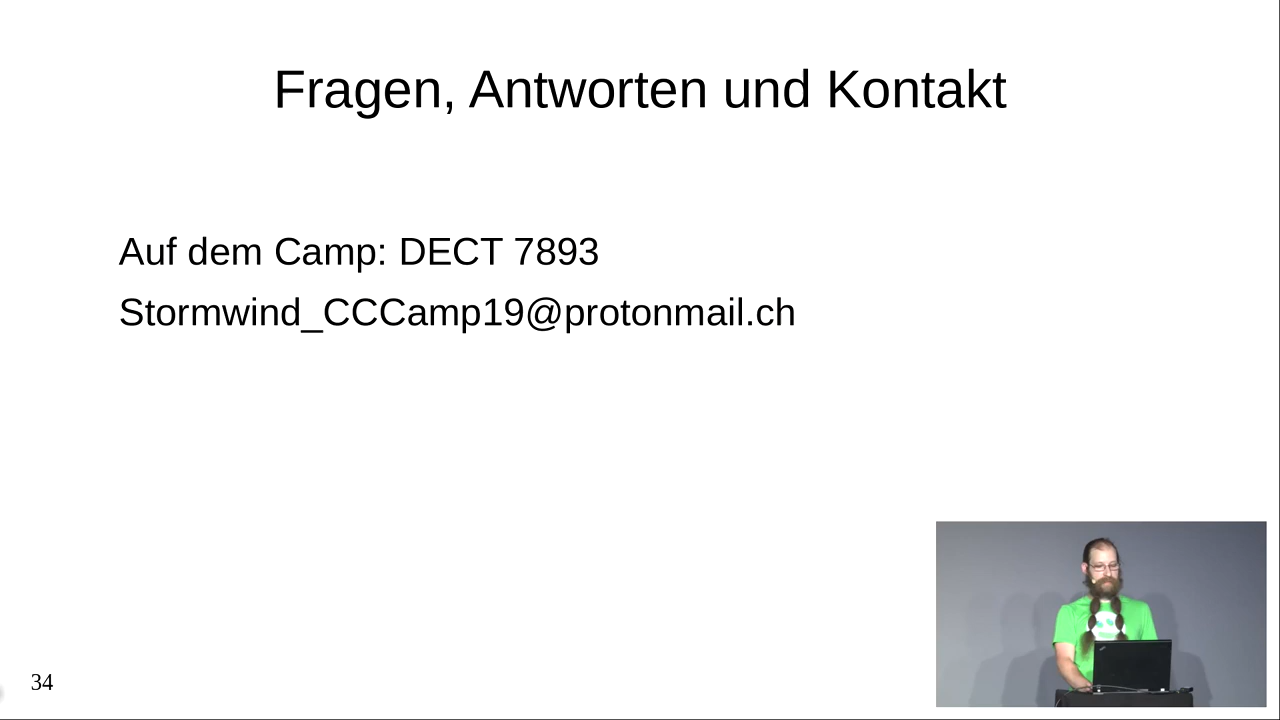 Fragen, Antworten und Kontakt
Auf dem Camp: DECT 7893
Stormwind_CCCamp19@protonmail.ch
34